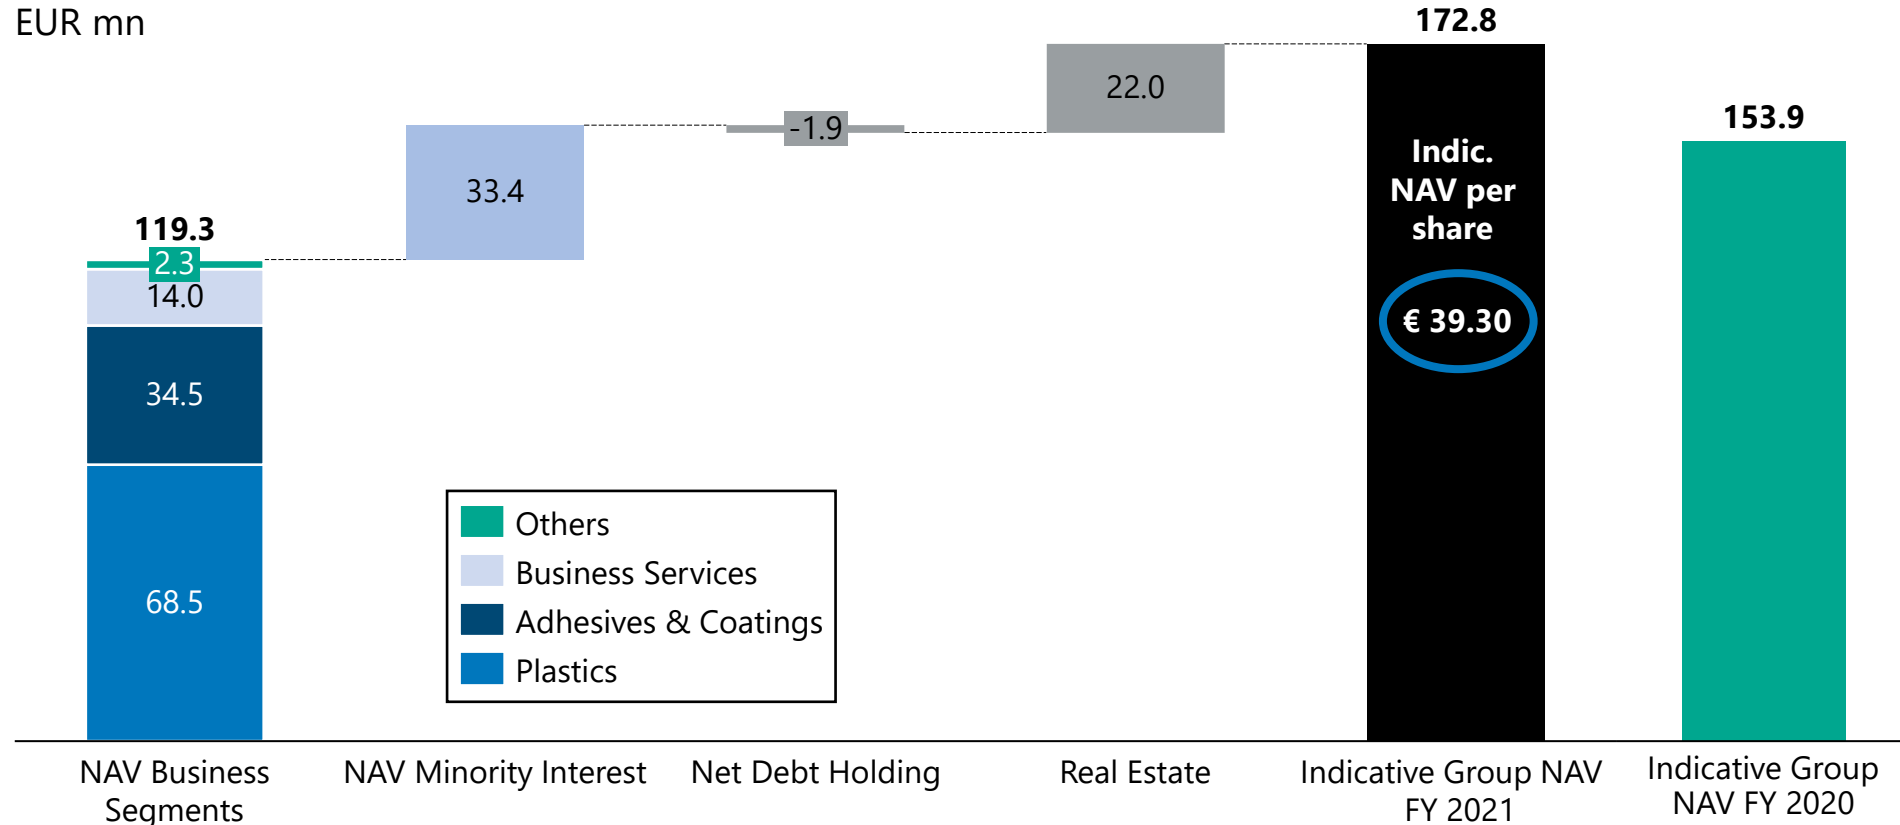 EUR mn
119.3
2.3
14.0
34.5
68.5
33.4
-1.9
22.0
172.8
Indic.
NAV per
share
€ 39.30
153.9
Others
Business Services
Adhesives & Coatings
Plastics
NAV Business
Segments
NAV Minority Interest
Net Debt Holding
Real Estate
Indicative Group NAV
FY 2021
Indicative Group
NAV FY 2020